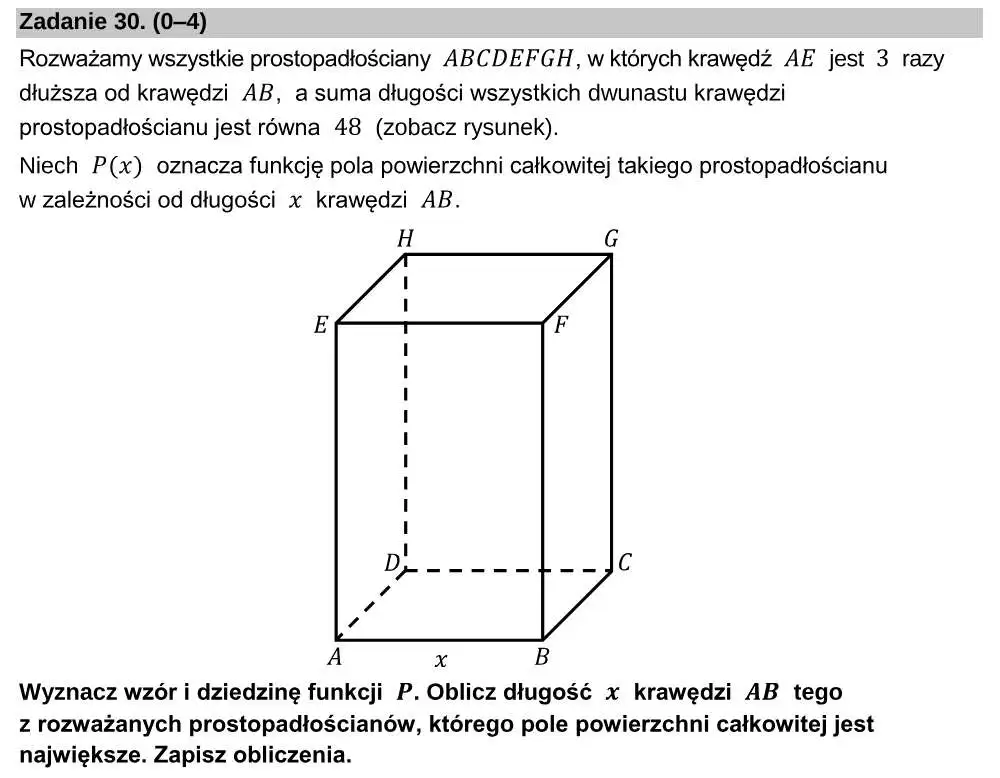 Zadanie 30. (0–4)
Rozważamy wszystkie prostopadłościany ABCDEFGH, w których krawędź AE jest 3 razy
dłuższa od krawędzi AB, a suma długości wszystkich dwunastu krawędzi
prostopadłościanu jest równa 48 (zobacz rysunek).
Niech P(x) oznacza funkcję pola powierzchni całkowitej takiego prostopadłościanu
w zależności od długości x krawędzi AB.
H G
E F
D C
A x B
Wyznacz wzór i dziedzinę funkcji P. Oblicz długość x krawędzi AB tego
z rozważanych prostopadłościanów, którego pole powierzchni całkowitej jest
największe. Zapisz obliczenia.